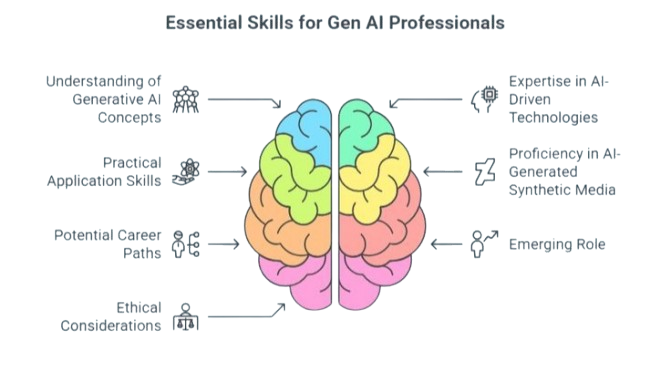 Essential Skills for Gen AI Professionals
Understanding of
Generative AI
Concepts
Practical
Application Skills
Potential Career
Paths
Ethical
Considerations
Expertise in AI-
Driven
Technologies
Proficiency in AI-
Generated
Synthetic Media
Emerging Role